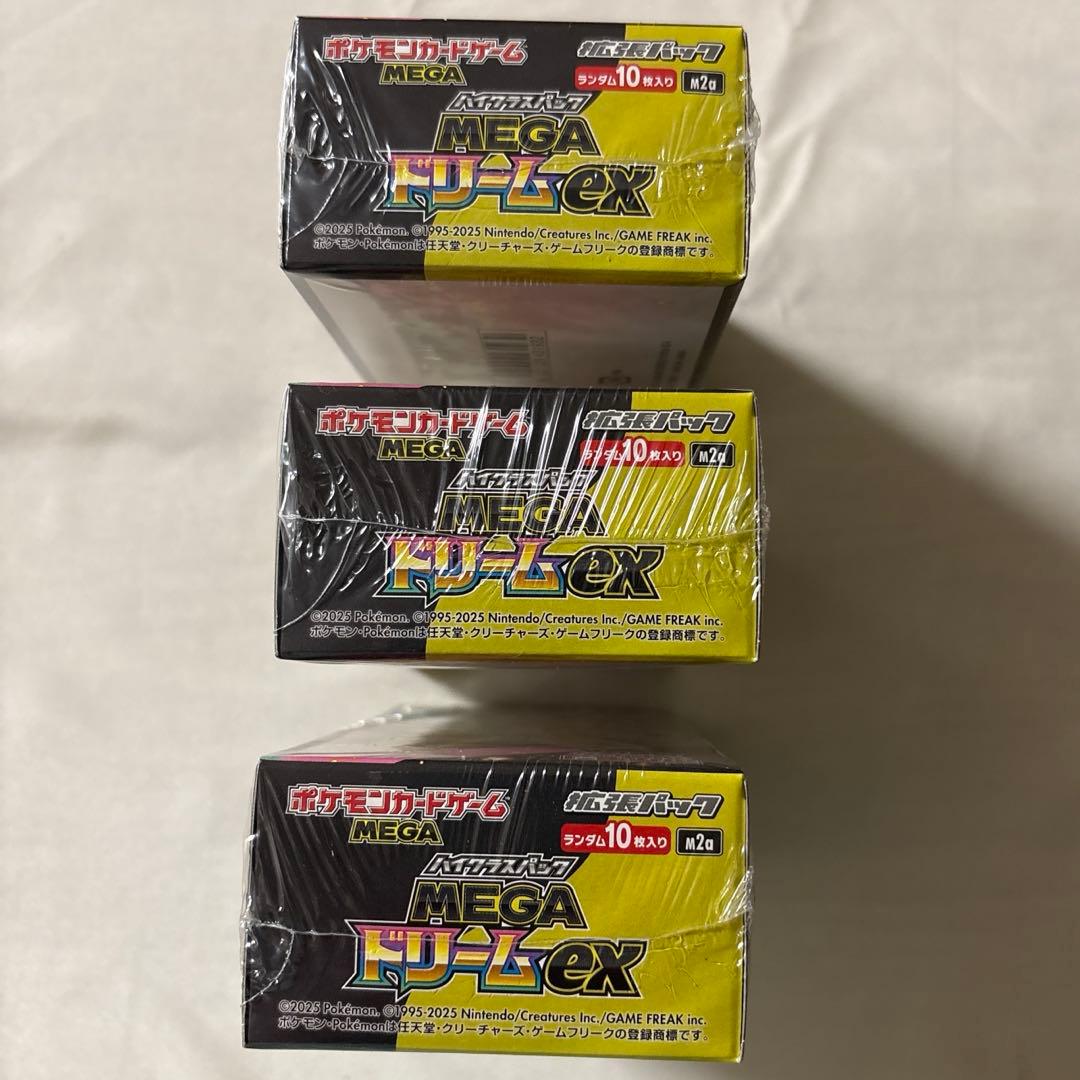 ポケモンカードゲーム
MEGA
拡張パック
ランダム10枚入り M2a
ハイクラスパック
MEGA
ドリームex
©2025 Pokémon. ©1995-2025 Nintendo/Creatures Inc./GAME FREAK inc.
ポケモン・Pokémonは任天堂・クリーチャーズ・ゲームフリークの登録商標です。
ポケモンカードゲーム
MEGA
拡張パック
ランダム10枚入り M2a
ハイクラスパック
MEGA
ドリームex
©2025 Pokémon. ©1995-2025 Nintendo/Creatures Inc./GAME FREAK inc.
ポケモン・Pokémonは任天堂・クリーチャーズ・ゲームフリークの登録商標です。
ポケモンカードゲーム
MEGA
拡張パック
ランダム10枚入り M2a
ハイクラスパック
MEGA
ドリームex
©2025 Pokémon. ©1995-2025 Nintendo/Creatures Inc./GAME FREAK inc.
ポケモン・Pokémonは任天堂・クリーチャーズ・ゲームフリークの登録商標です。